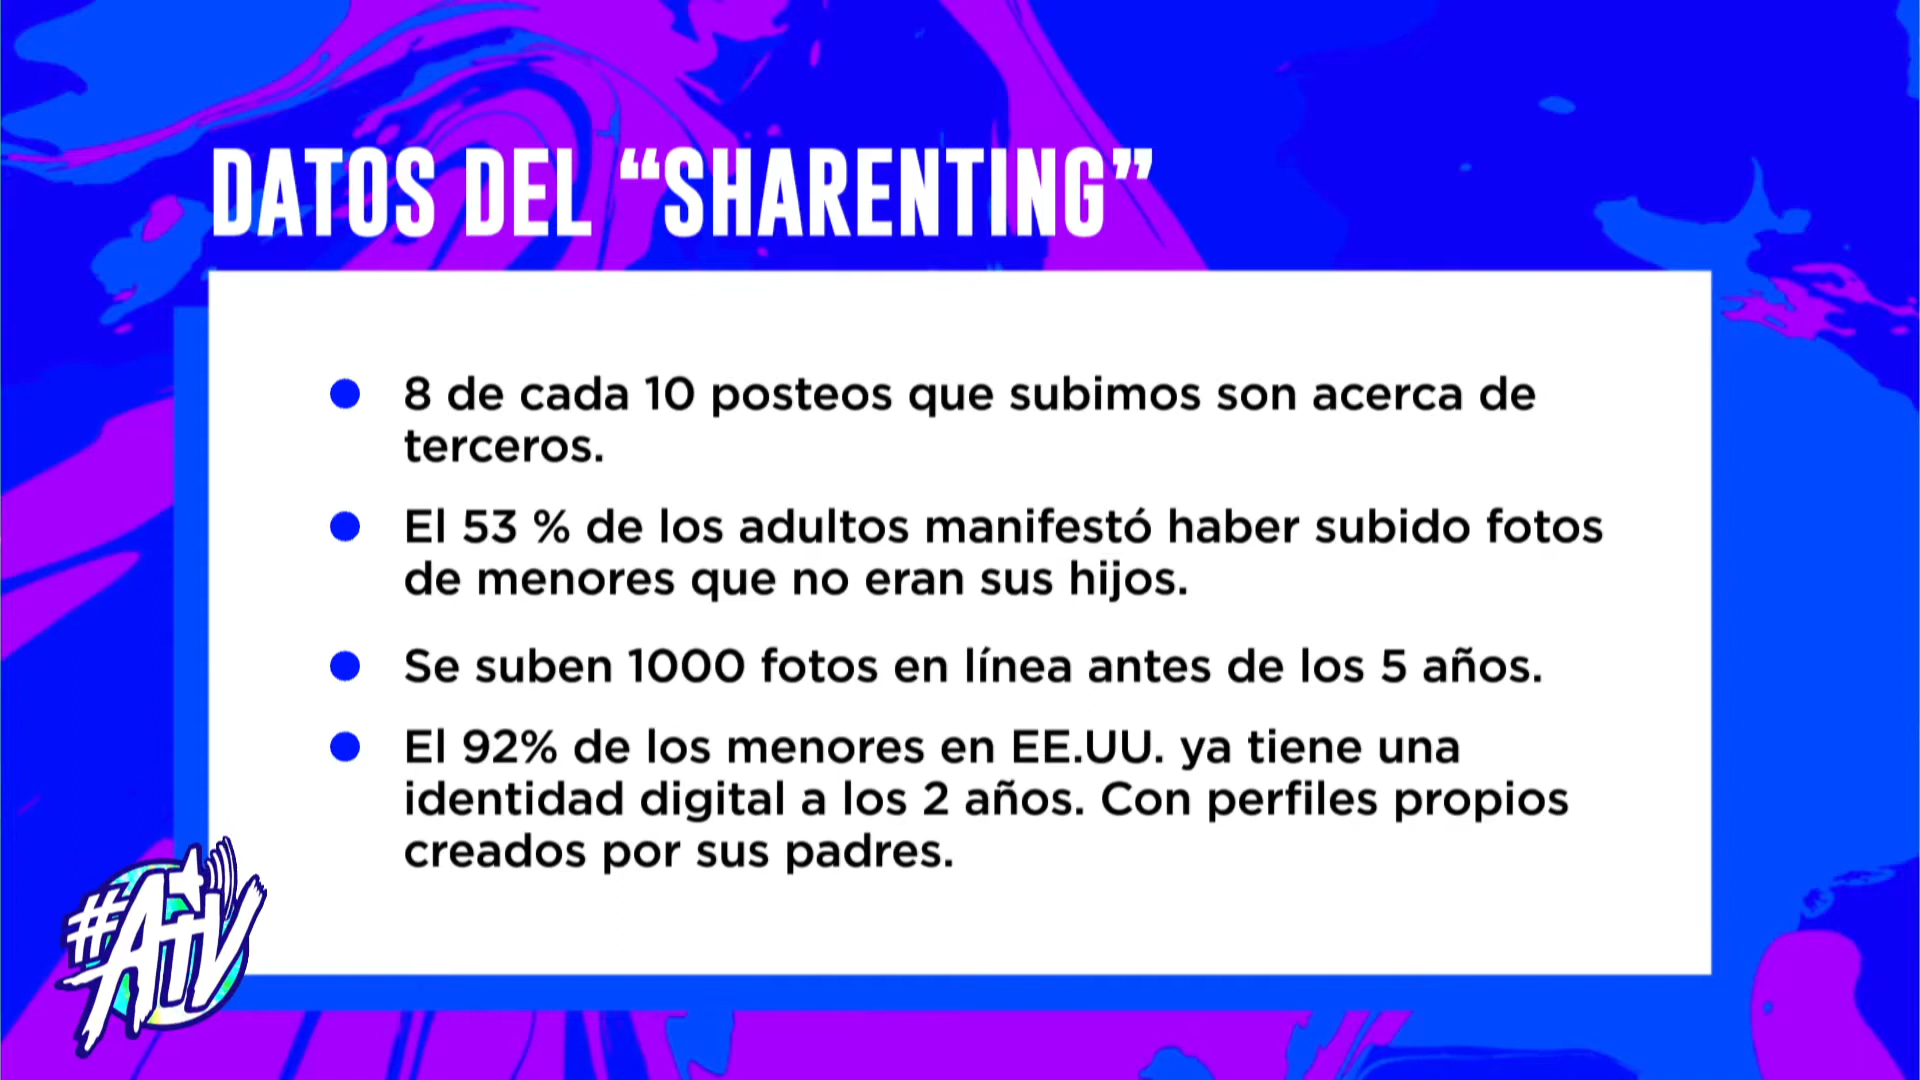 DATOS DEL “SHARENTING”
8 de cada 10 posteos que subimos son acerca de
terceros.
El 53 % de los adultos manifestó haber subido fotos
de menores que no eran sus hijos.
Se suben 1000 fotos en línea antes de los 5 años.
El 92% de los menores en EE.UU. ya tiene una
identidad digital a los 2 años. Con perfiles propios
creados por sus padres.
#ATV